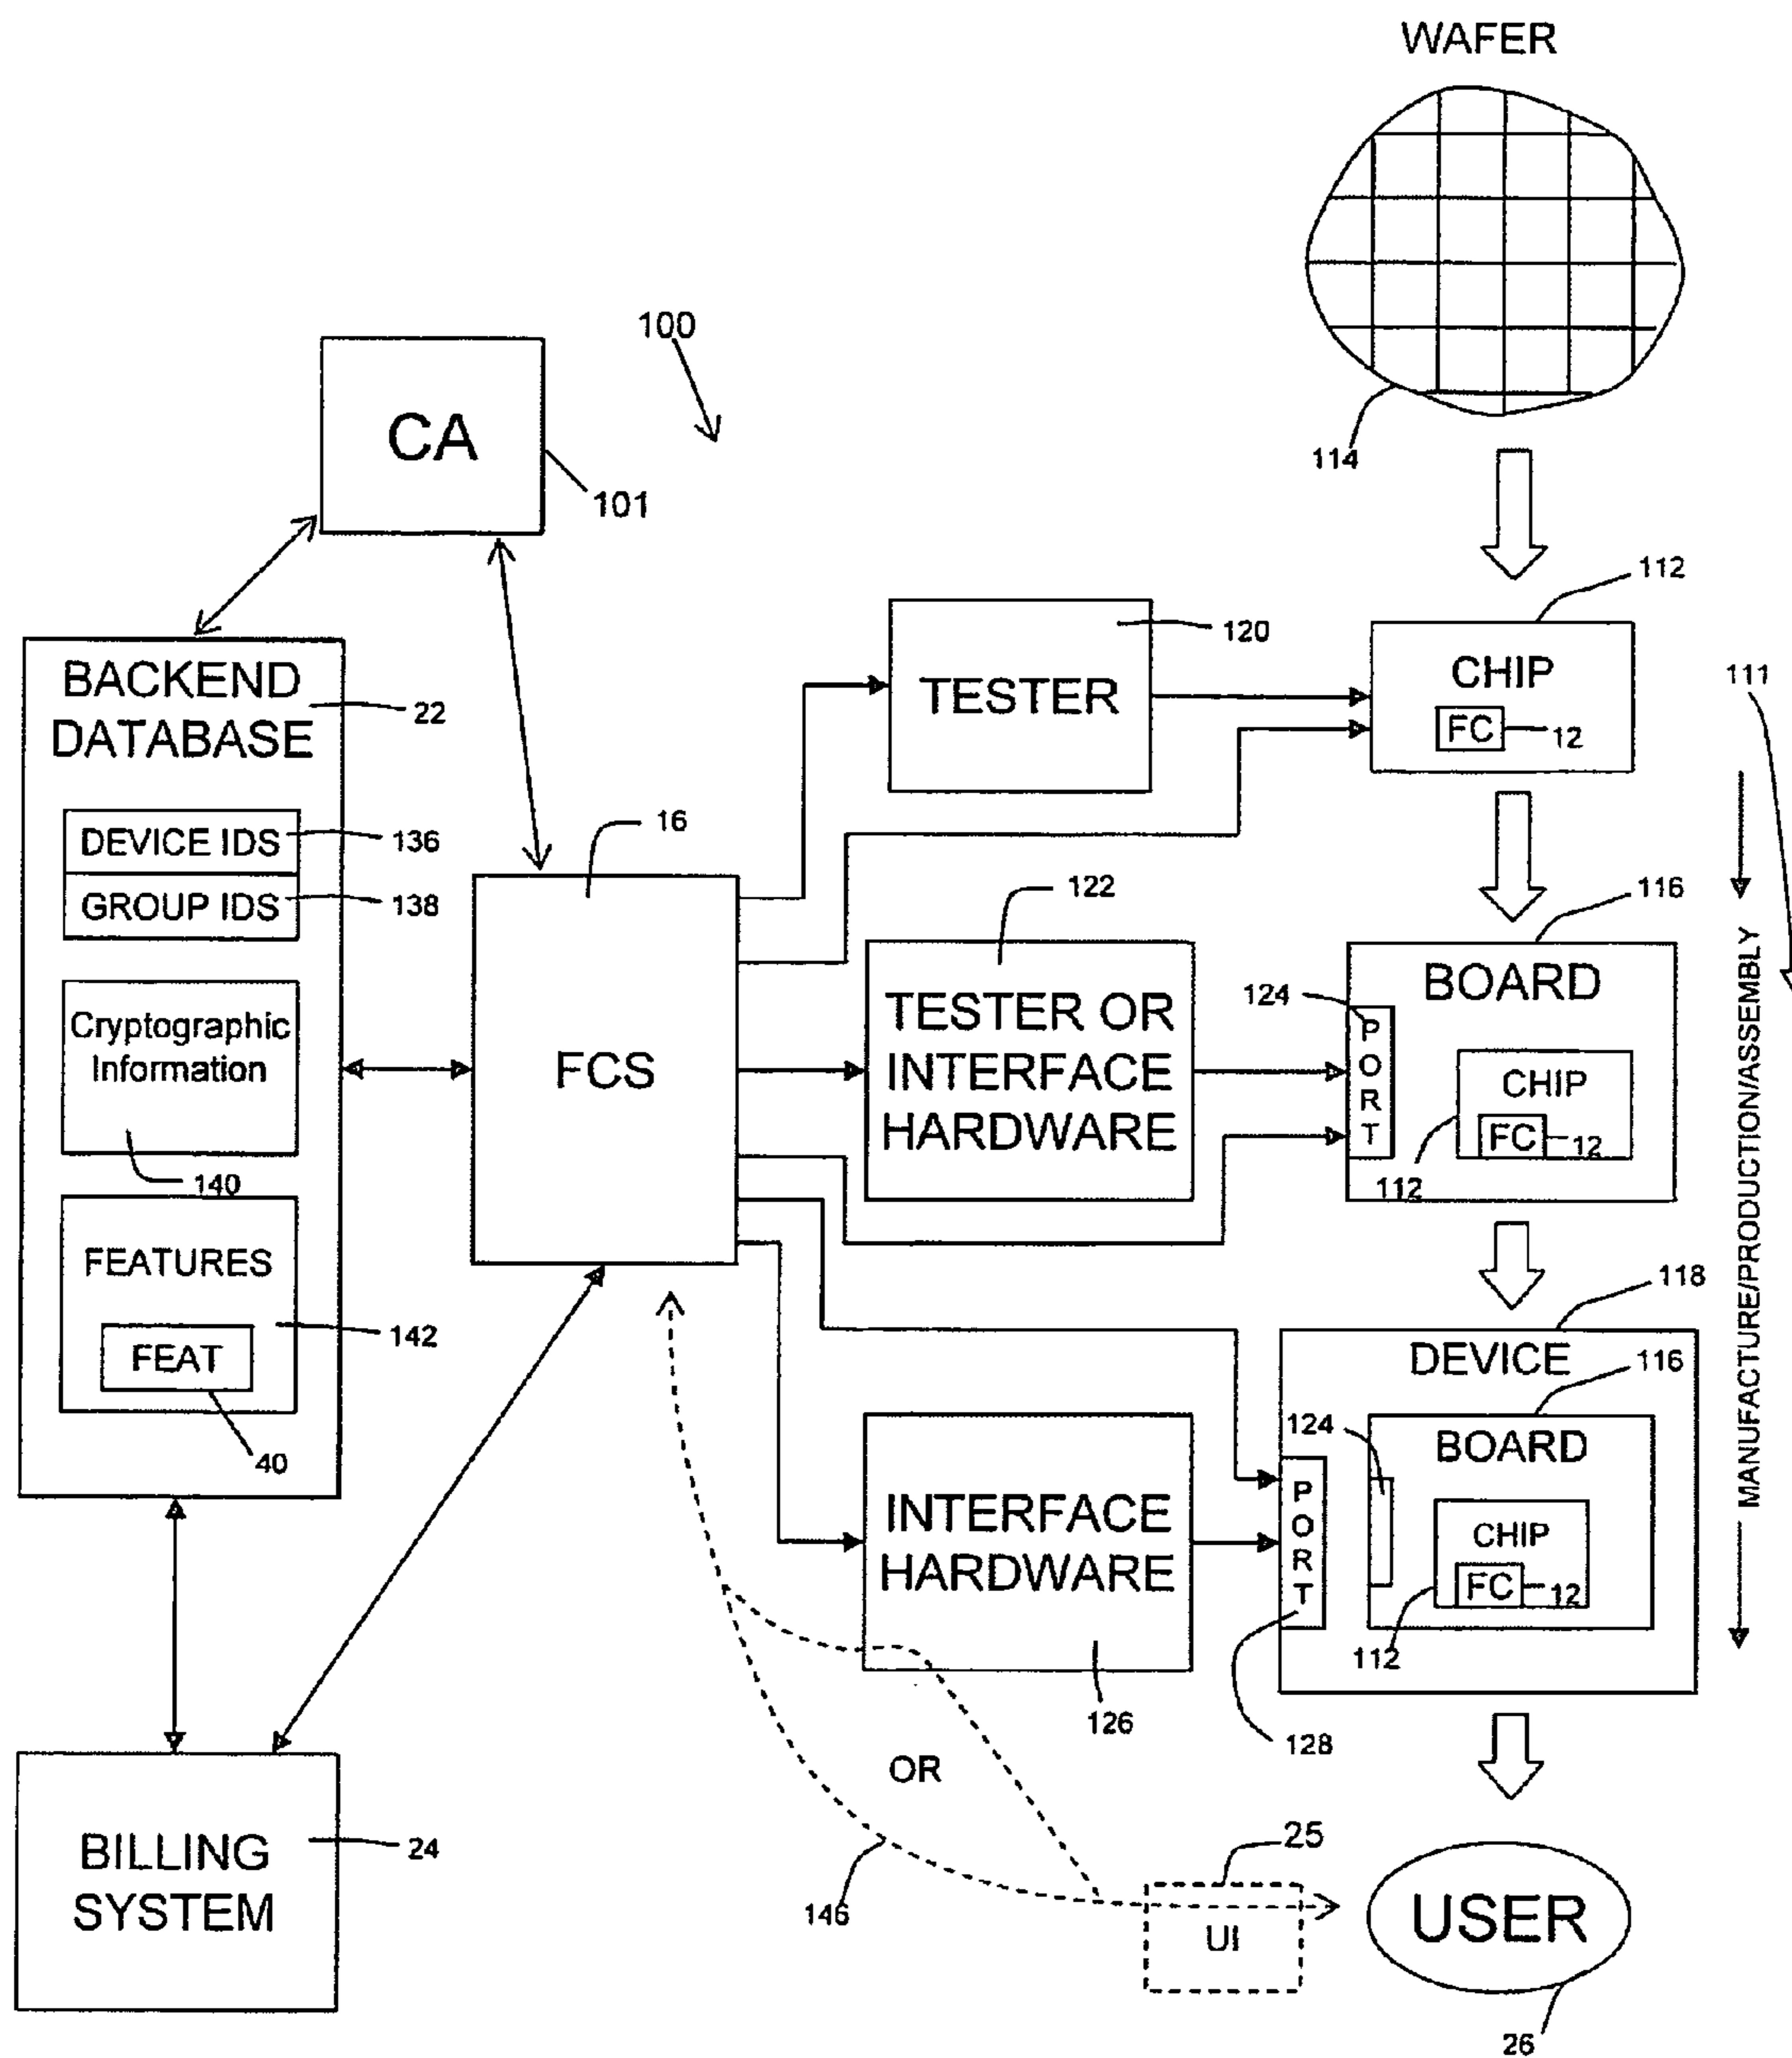 WAFER
114
100
CA
101
112
CHIP
FC
12
120
TESTER
111
BACKEND
DATABASE
22
DEVICE IDS
136
GROUP IDS
138
Cryptographic
Information
140
FEATURES
142
FEAT
40
16
FCS
122
TESTER OR
INTERFACE
HARDWARE
116
BOARD
124
PORT
CHIP
FC
12
112
MANUFACTURE/PRODUCTION/ASSEMBLY
118
DEVICE
116
124
BOARD
PORT
CHIP
FC
12
112
128
INTERFACE
HARDWARE
126
OR
146
25
UI
BILLING
SYSTEM
24
USER
26